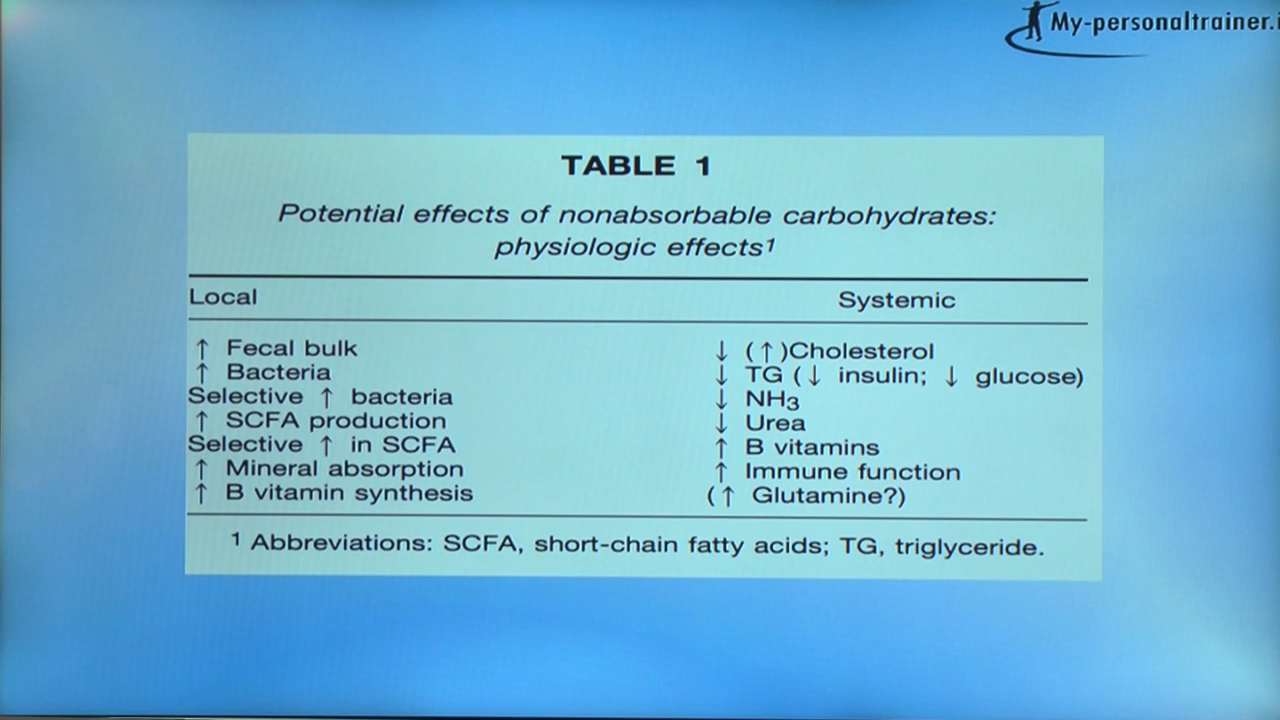 My-personaltrainer.i
TABLE 1
Potential effects of nonabsorbable carbohydrates:
physiologic effects¹
Local Systemic
↑ Fecal bulk ↓ (↑)Cholesterol
↑ Bacteria ↓ TG (↓ insulin; ↓ glucose)
Selective ↑ bacteria ↓ NH₃
↑ SCFA production ↓ Urea
Selective ↑ in SCFA ↑ B vitamins
↑ Mineral absorption ↑ Immune function
↑ B vitamin synthesis (↑ Glutamine?)
¹ Abbreviations: SCFA, short-chain fatty acids; TG, triglyceride.